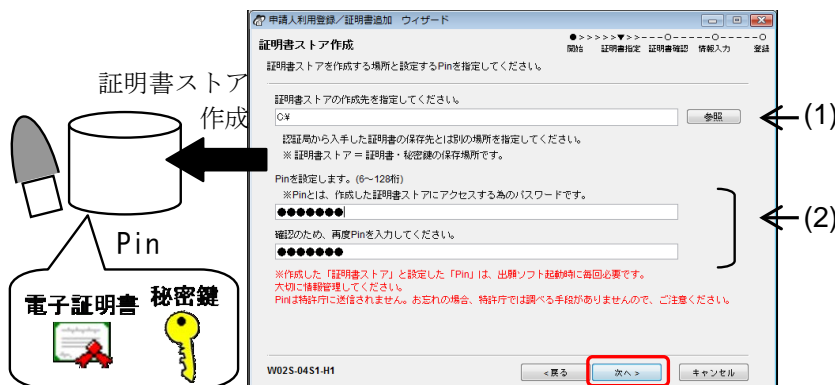 申請人利用登録/証明書追加 ウィザード
証明書ストア作成
●>>>>>▼>>---○-----○-----○
開始 証明書指定 証明書確認 情報入力 登録
証明書ストアを作成する場所と設定するPinを指定してください。
証明書ストア
作成
証明書ストアの作成先を指定してください。
C:¥
参照
(1)
認証局から入手した証明書の保存先とは別の場所を指定してください。
※ 証明書ストア = 証明書・秘密鍵の保存場所です。
Pinを設定します。(6~128桁)
※Pinとは、作成した証明書ストアにアクセスする為のパスワードです。
●●●●●●●
(2)
確認のため、再度Pinを入力してください。
●●●●●●●
※作成した「証明書ストア」と設定した「Pin」は、出願ソフト起動時に毎回必要です。
大切に情報管理してください。
Pinは特許庁に送信されません。お忘れの場合、特許庁では調べる手段がありませんので、ご注意ください。
Pin
電子証明書 秘密鍵
W02S-04S1-H1
<戻る
次へ >
キャンセル